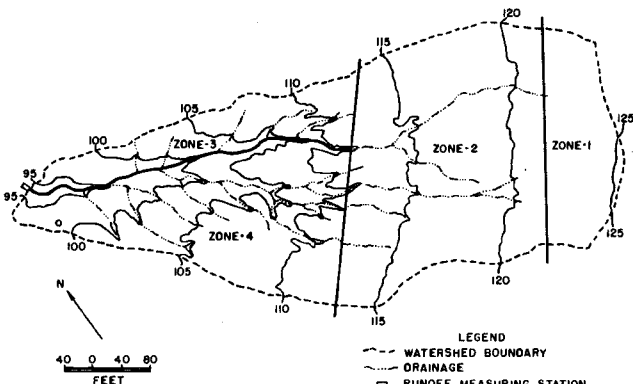 120
115
110
105
ZONE-3
100
ZONE-2
ZONE-1
125
95
95
ZONE-4
100
105
125
120
110
115
N
LEGEND
WATERSHED BOUNDARY
DRAINAGE
RUNOFF MEASURING STATION
40 0 40 80
FEET